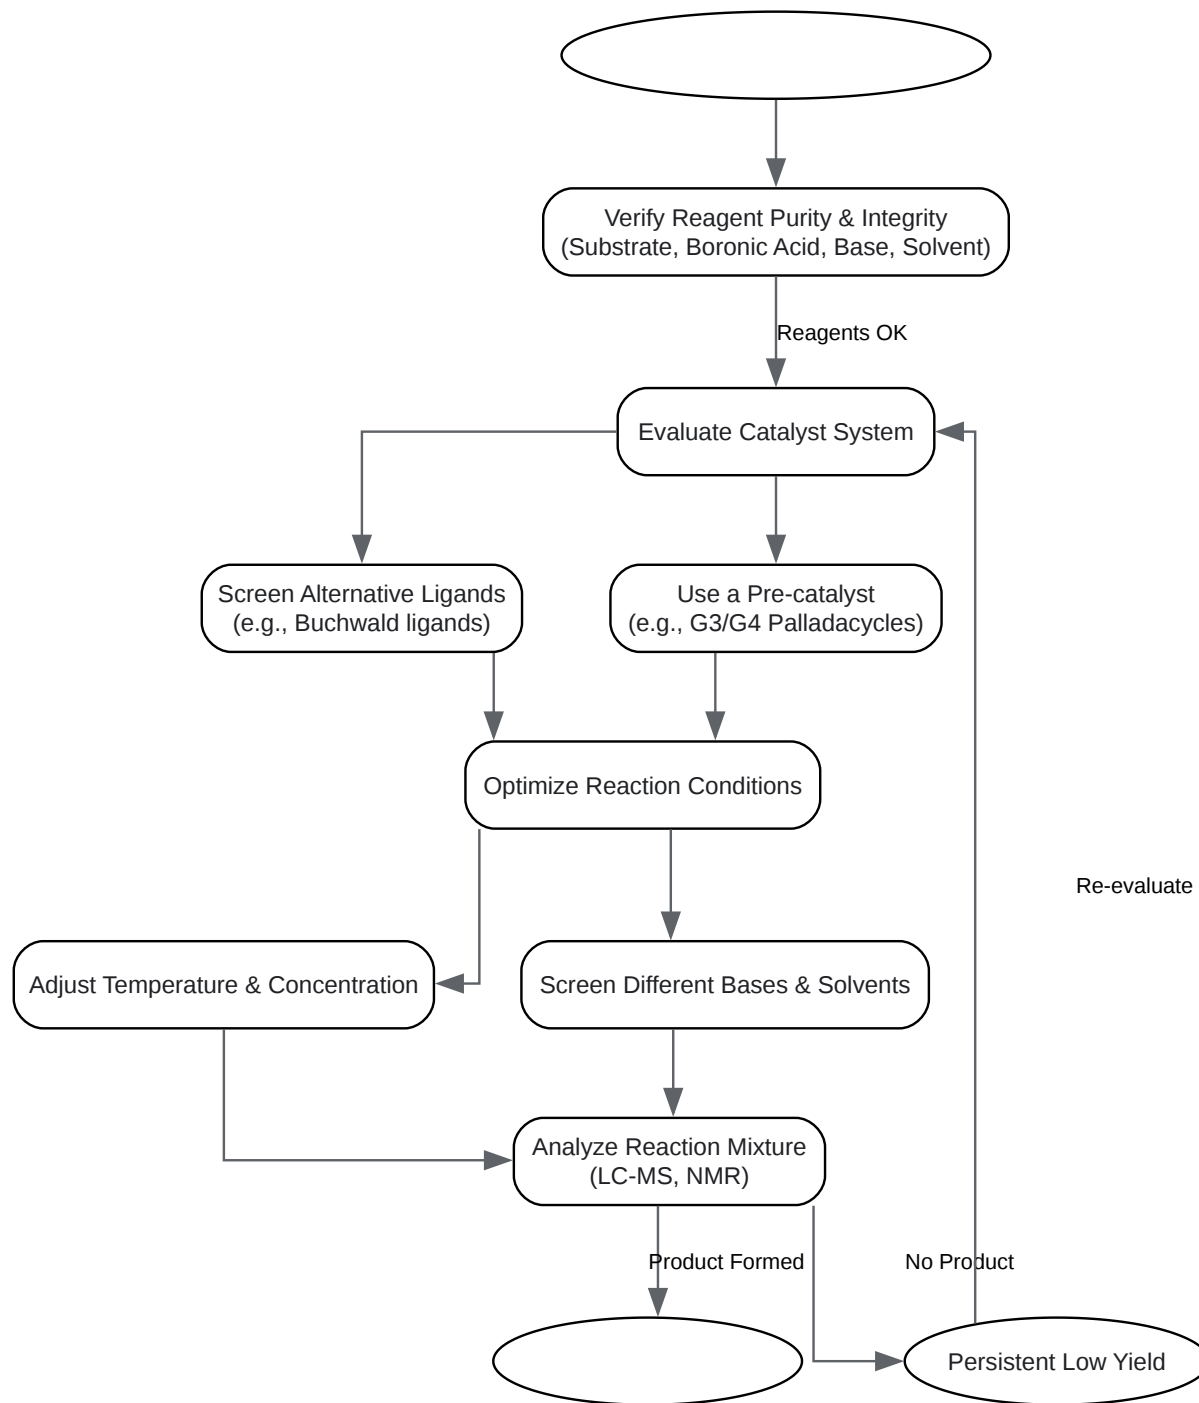 Verify Reagent Purity & Integrity
(Substrate, Boronic Acid, Base, Solvent)
Reagents OK
Evaluate Catalyst System
Screen Alternative Ligands
(e.g., Buchwald ligands)
Use a Pre-catalyst
(e.g., G3/G4 Palladacycles)
Optimize Reaction Conditions
Re-evaluate
Adjust Temperature & Concentration
Screen Different Bases & Solvents
Analyze Reaction Mixture
(LC-MS, NMR)
Product Formed
No Product
Persistent Low Yield